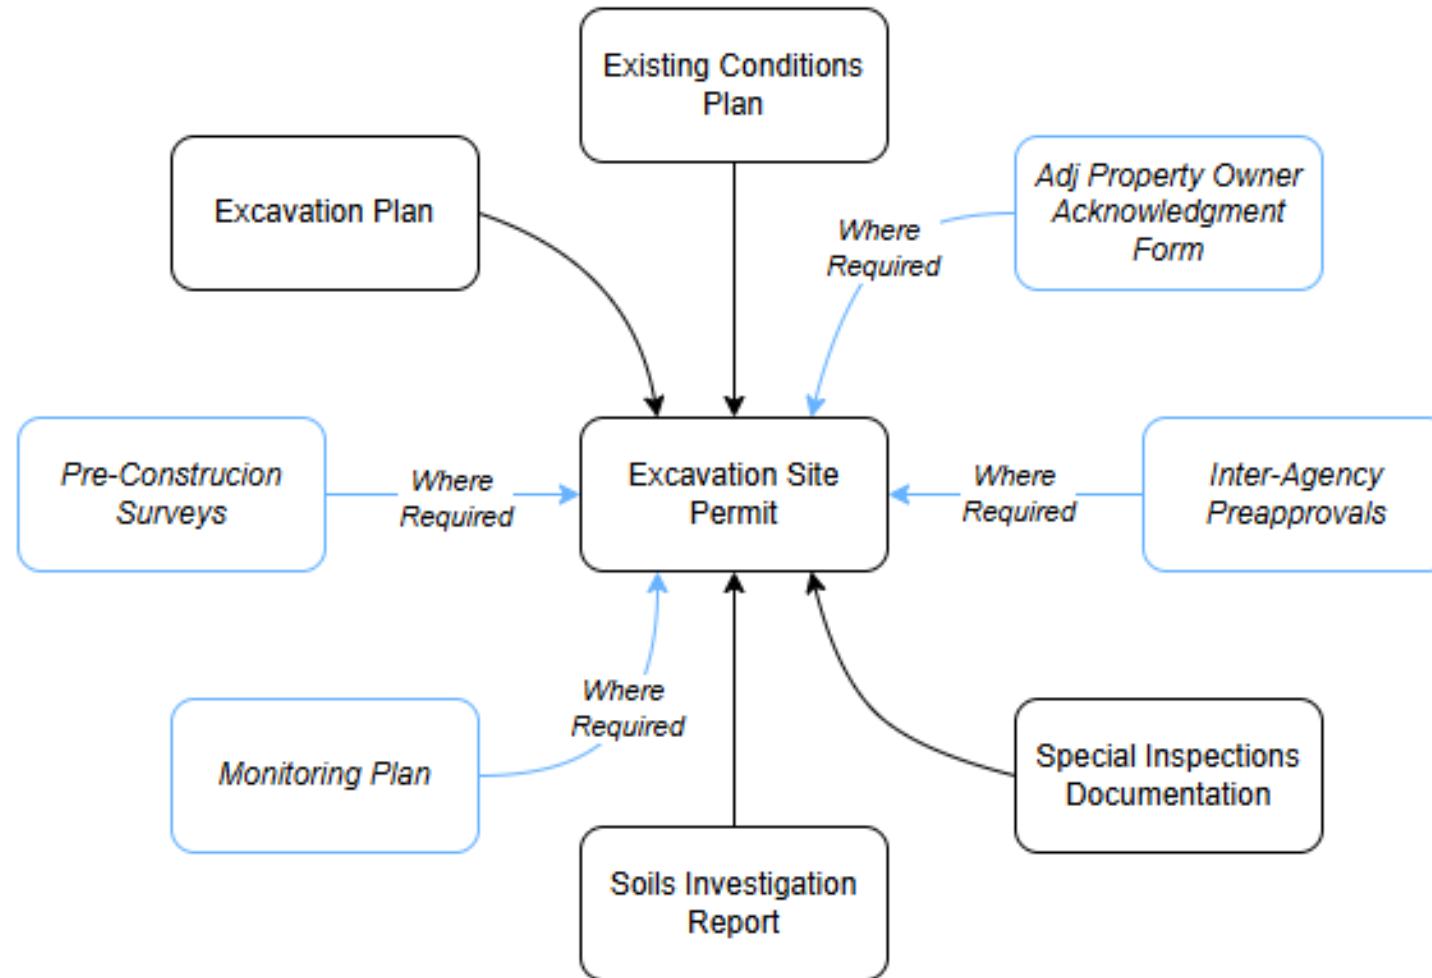 Existing Conditions
Plan
Excavation Plan
Adj Property Owner
Acknowledgment
Form
Where
Required
Pre-Construcion
Surveys
Where
Required
Excavation Site
Permit
Where
Required
Inter-Agency
Preapprovals
Where
Required
Monitoring Plan
Special Inspections
Documentation
Soils Investigation
Report